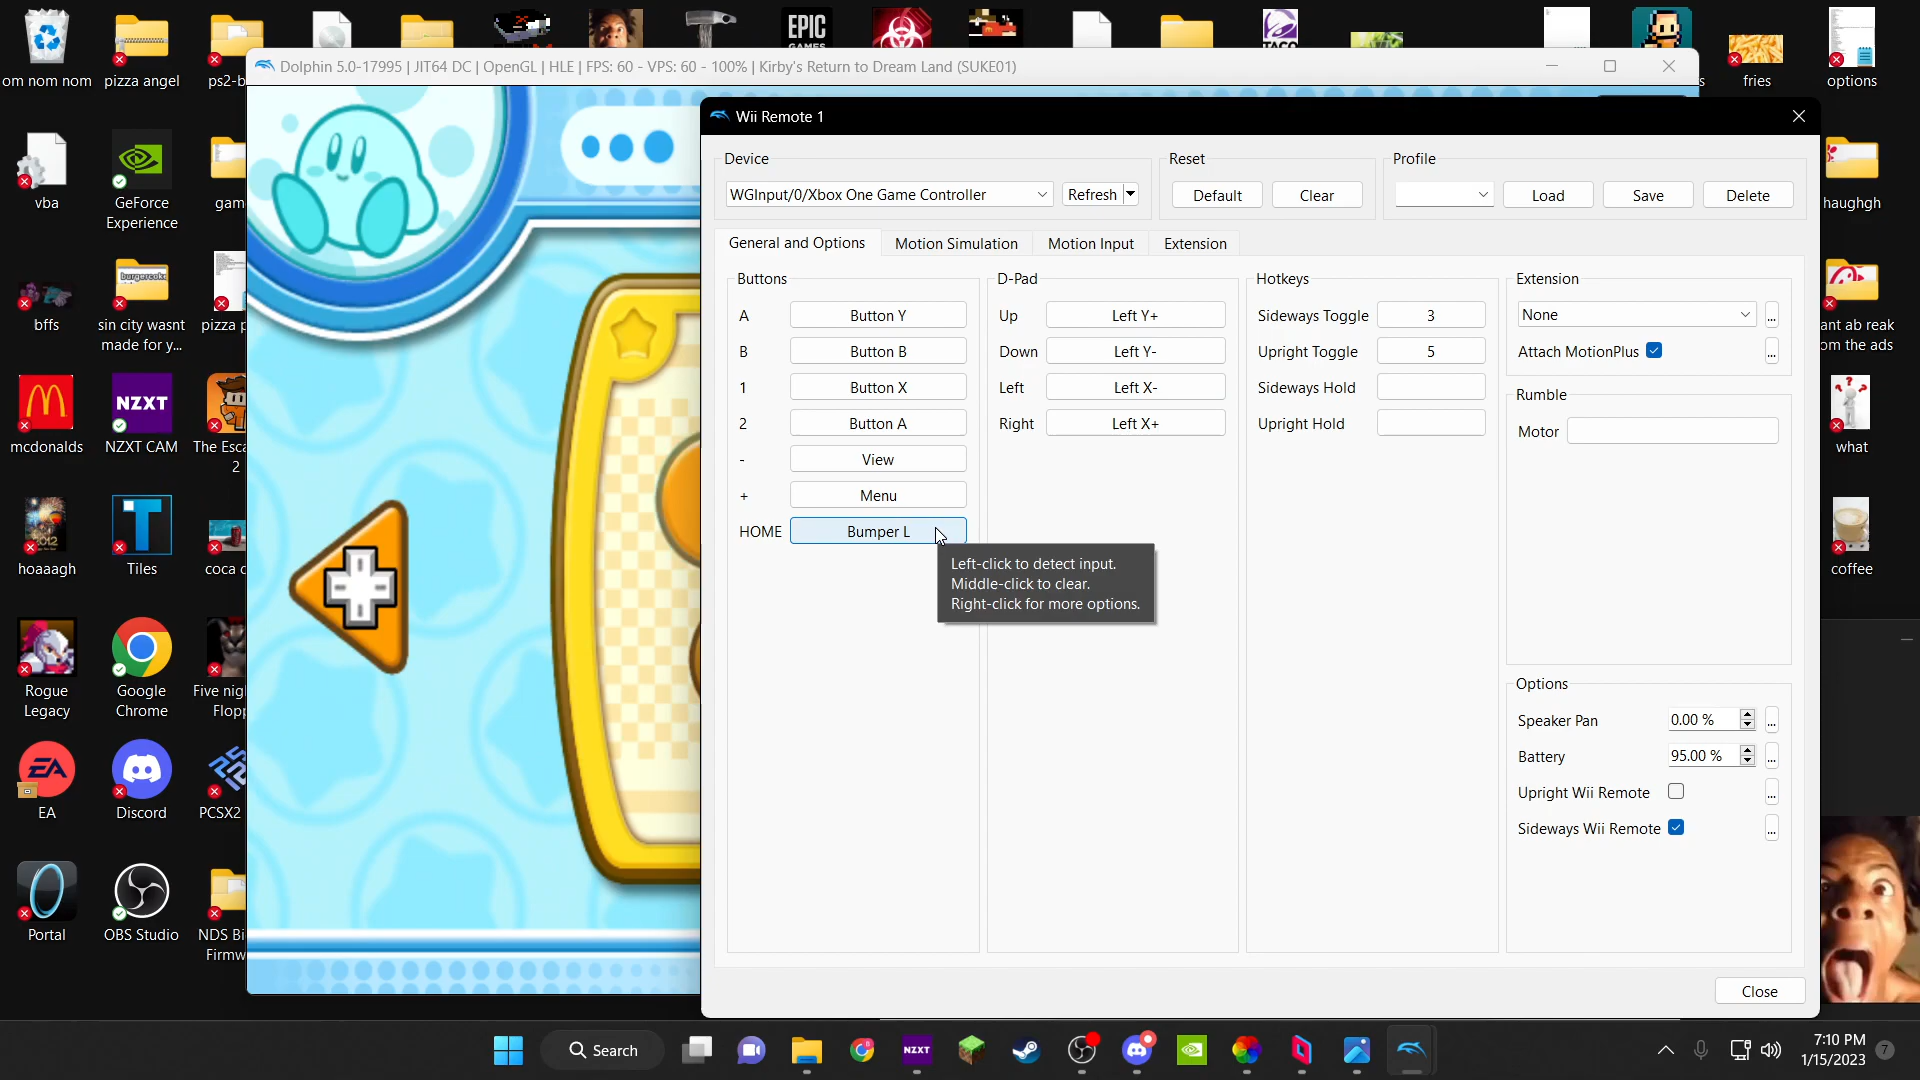 om nom nom
pizza angel
ps2-b
EPIC
GAMES
TACO
fries
options
Dolphin 5.0-17995 | JIT64 DC | OpenGL | HLE | FPS: 60 - VPS: 60 - 100% | Kirby's Return to Dream Land (SUKE01)
Wii Remote 1
Device
Reset
Profile
WGInput/0/Xbox One Game Controller
Refresh
Default
Clear
Load
Save
Delete
vba
GeForce
Experience
gam
haughgh
General and Options
Motion Simulation
Motion Input
Extension
Buttons
D-Pad
Hotkeys
Extension
A
Button Y
Up
Left Y+
Sideways Toggle
3
None
...
B
Button B
Down
Left Y-
Upright Toggle
5
Attach MotionPlus
...
1
Button X
Left
Left X-
Sideways Hold
Rumble
2
Button A
Right
Left X+
Upright Hold
Motor
-
View
+
Menu
HOME
Bumper L
Left-click to detect input.
Middle-click to clear.
Right-click for more options.
Options
Speaker Pan
0.00 %
...
Battery
95.00 %
...
Upright Wii Remote
...
Sideways Wii Remote
...
Close
bffs
burgercoke
sin city wasnt
made for y...
pizza p
ant ab reak
om the ads
mcdonalds
NZXT
NZXT CAM
The Esca
2
what
2012
hoaaagh
Tiles
coca c
coffee
Rogue
Legacy
Google
Chrome
Five nig
Flopp
EA
EA
Discord
PCSX2
Portal
OBS Studio
NDS Bi
Firmw
Search
NZXT
7:10 PM
1/15/2023
7